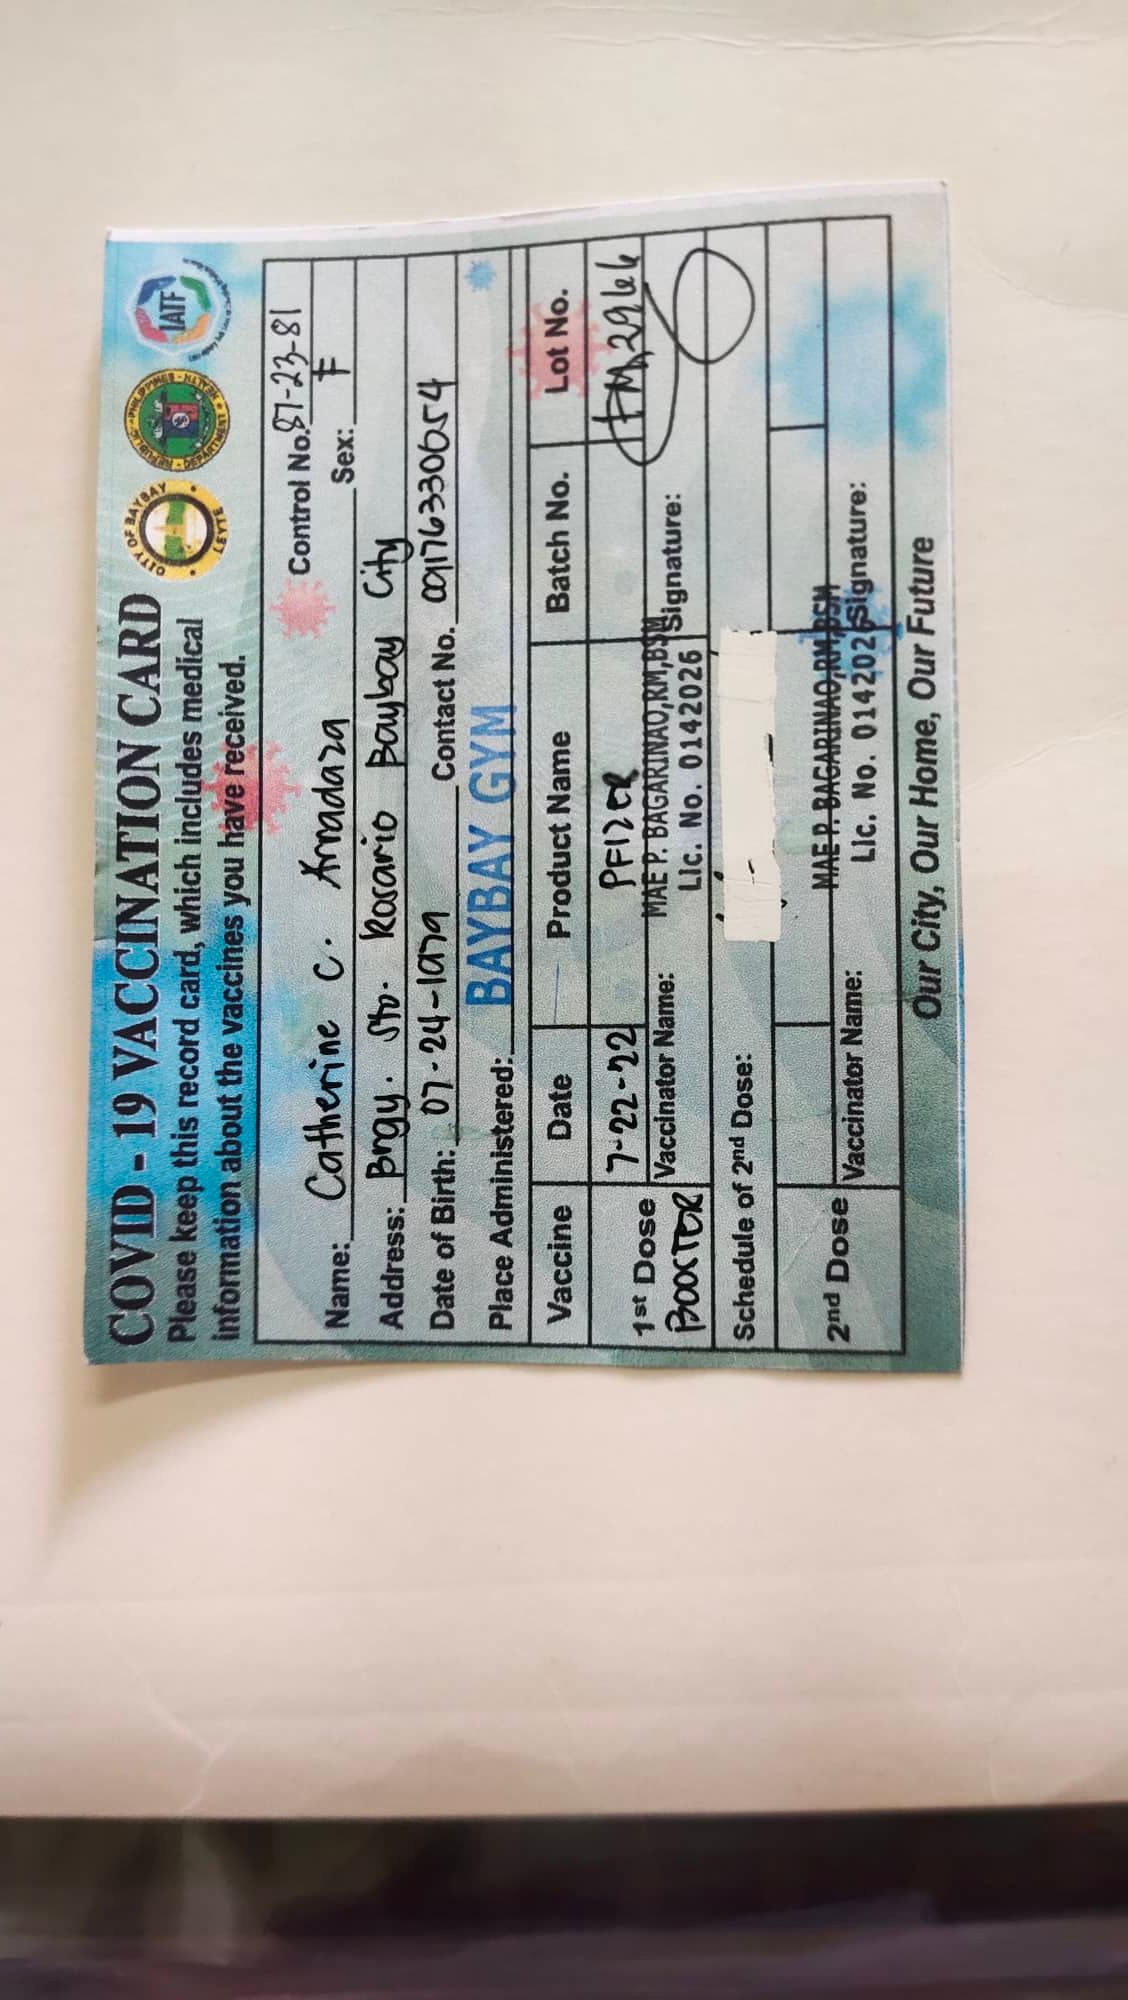 COVID - 19 VACCINATION CARD
Please keep this record card, which includes medical
information about the vaccines you have received.
CITY OF BAYBAY
LEYTE
REPUBLIC PHILIPPINES
DEPARTMENT HEALTH
IATF
Control No. 87-23-81
Name: Catherine C. Amadaza Sex: F
Address: Brgy. Sto. Rosario Baybay City
Date of Birth: 07-24-1979 Contact No. 09176330654
Place Administered: BAYBAY GYM
Vaccine Date Product Name Batch No. Lot No.
1st Dose 7-22-22 PFIZER FM2966
BOOSTER Vaccinator Name: MAE P. BAGARINAO,RM,BSM Signature:
Lic. No. 0142026
Schedule of 2nd Dose:
2nd Dose Vaccinator Name: MAE P. BAGARINAO,RM,BSM Signature:
Lic. No. 0142026
Our City, Our Home, Our Future